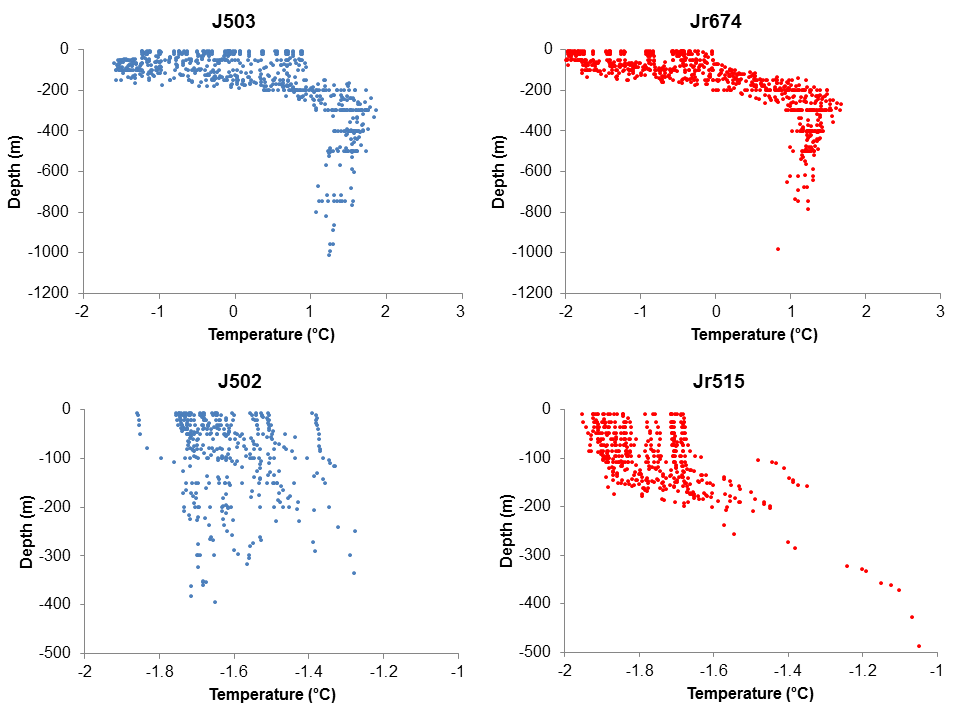 J503
Jr674
0
-200
-400
-600
-800
-1000
-1200
Depth (m)
-2 -1 0 1 2 3
Temperature (°C)
0
-200
-400
-600
-800
-1000
-1200
Depth (m)
-2 -1 0 1 2 3
Temperature (°C)
J502
Jr515
0
-100
-200
-300
-400
-500
Depth (m)
-2 -1.8 -1.6 -1.4 -1.2 -1
Temperature (°C)
0
-100
-200
-300
-400
-500
Depth (m)
-2 -1.8 -1.6 -1.4 -1.2 -1
Temperature (°C)